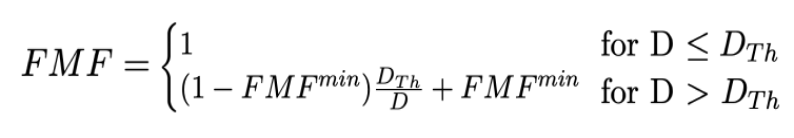 FMF = { 1 for D ≤ D_Th
(1 − FMF^min) D_Th/D + FMF^min for D > D_Th